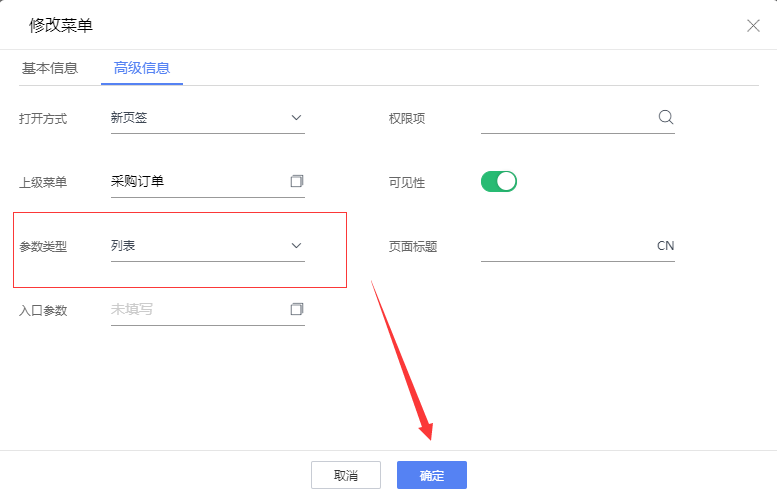 修改菜单
基本信息 高级信息
打开方式 新页签 权限项
上级菜单 采购订单 可见性
参数类型 列表 页面标题 CN
入口参数 未填写
取消 确定